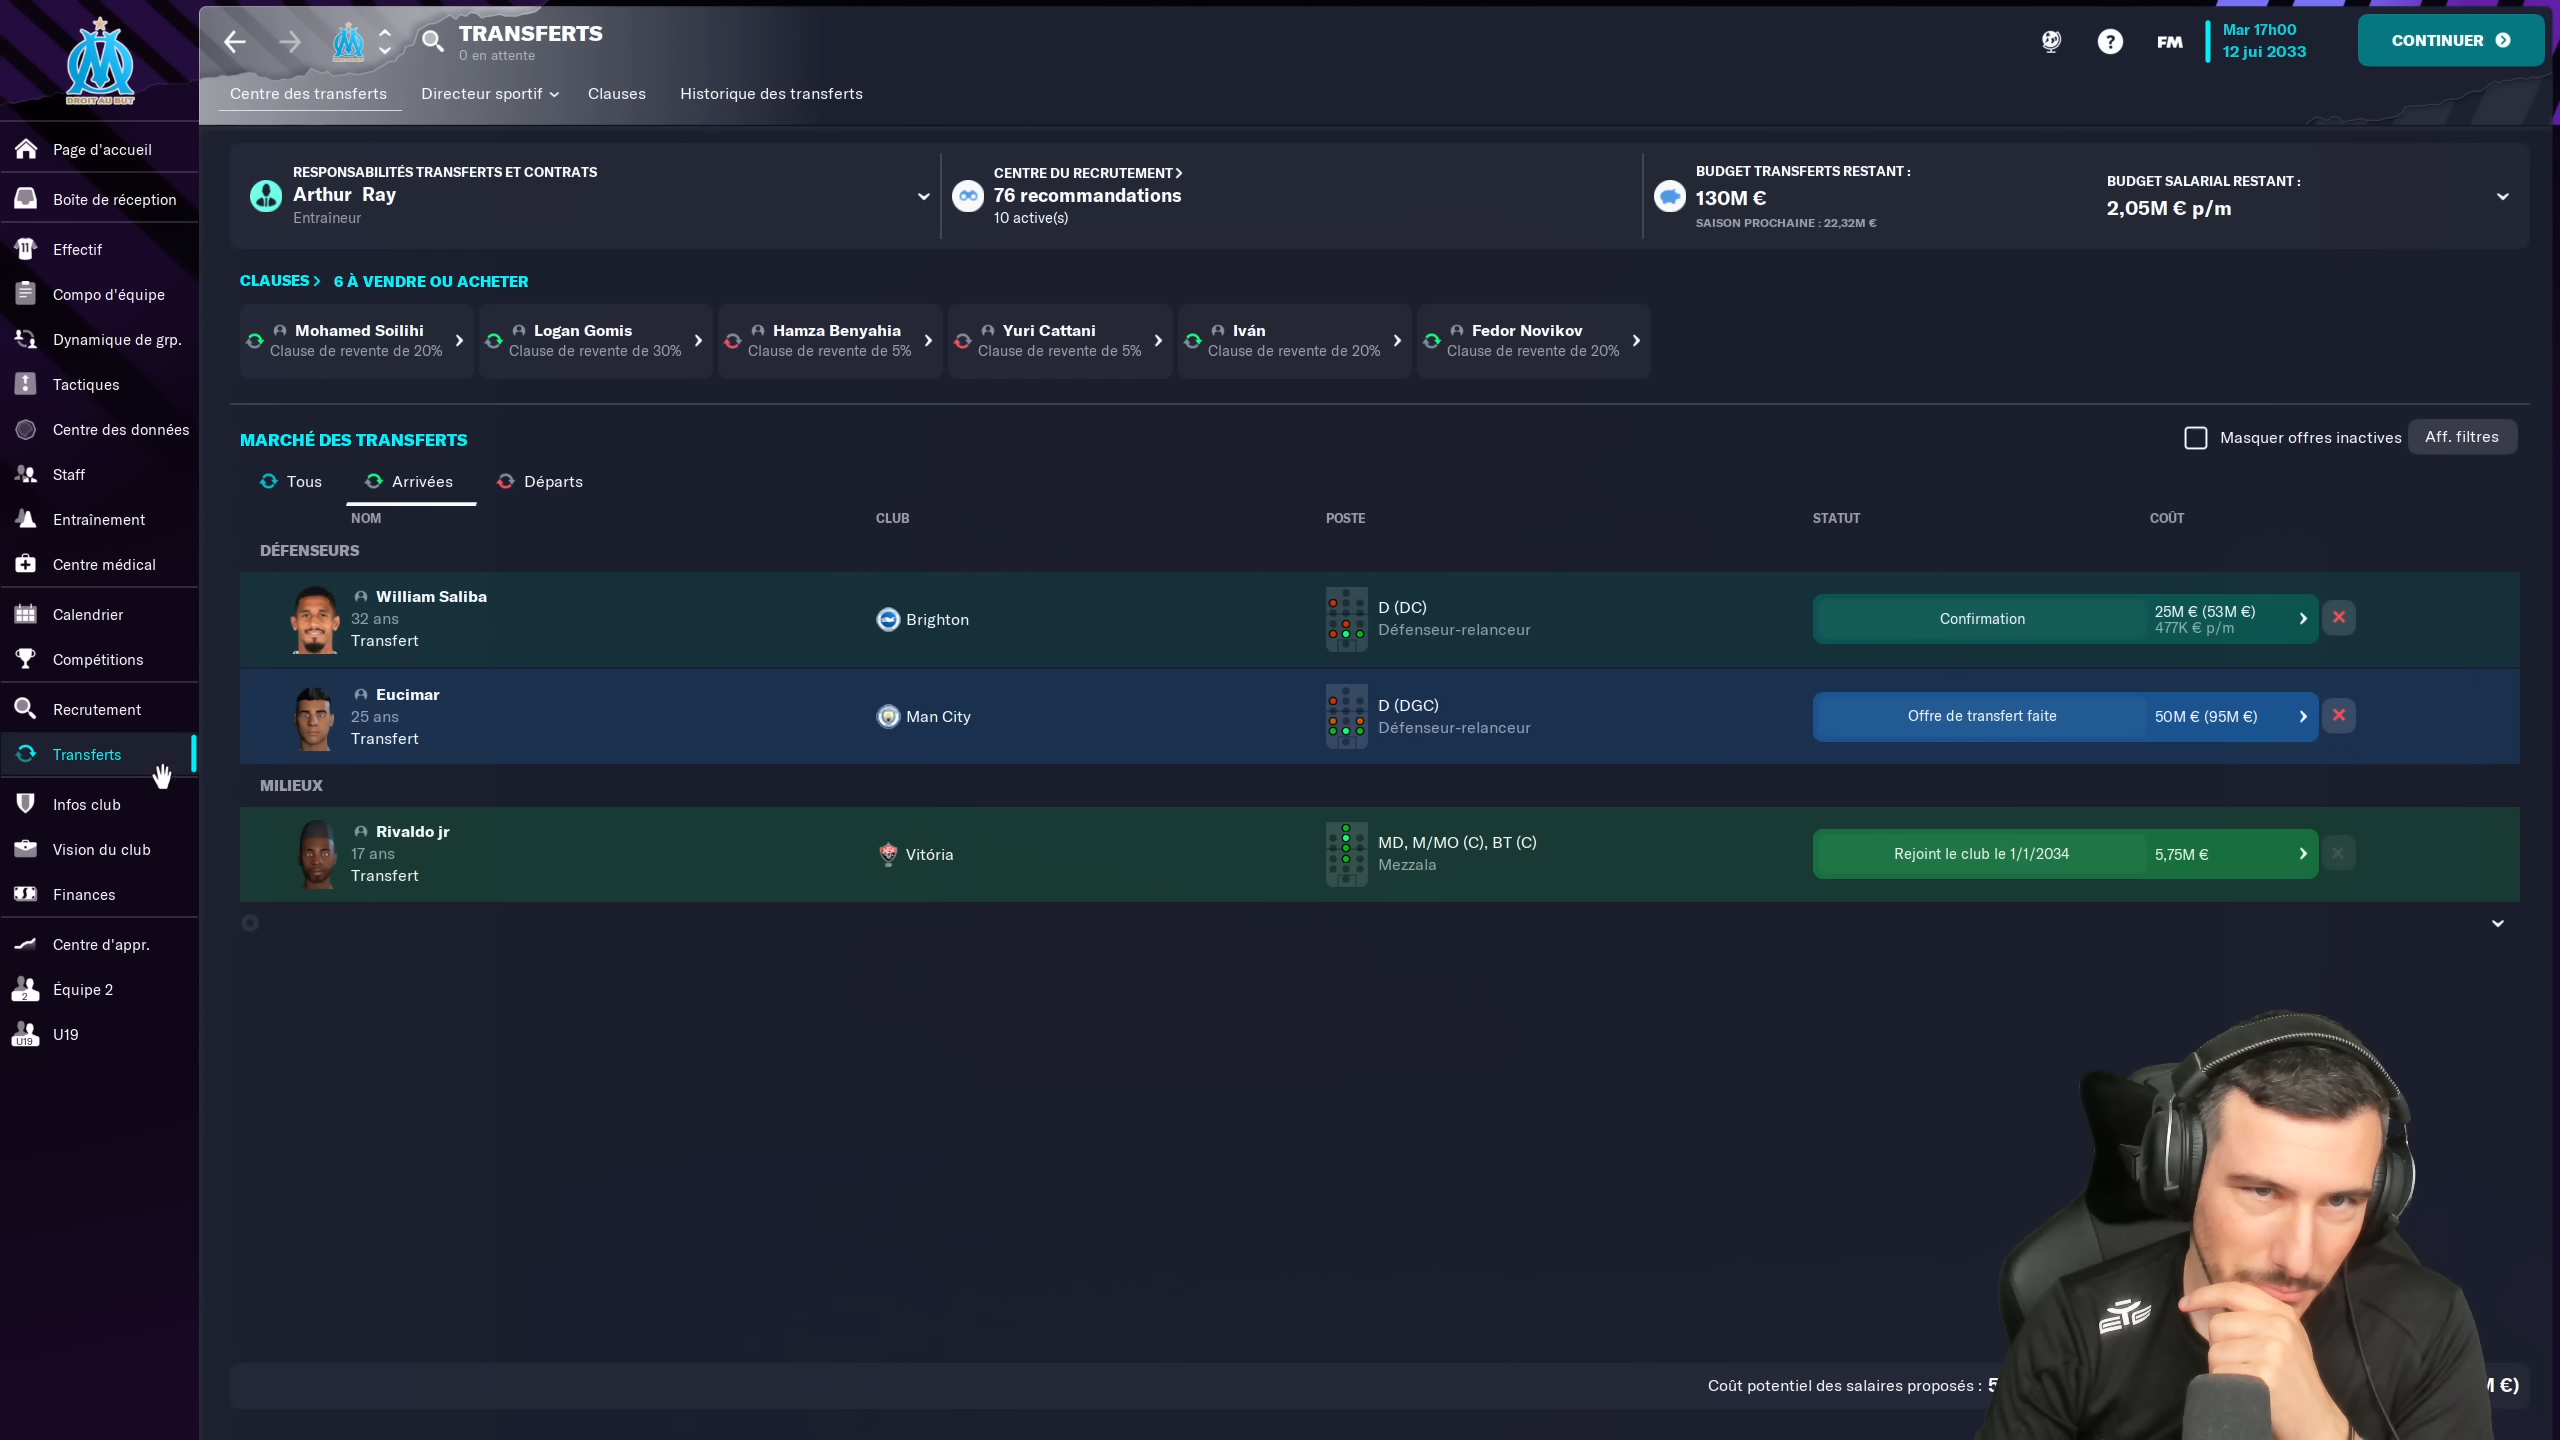 DROIT AU BUT
TRANSFERTS
0 en attente
FM
Mar 17h00
12 jui 2033
CONTINUER
Centre des transferts
Directeur sportif
Clauses
Historique des transferts
Page d'accueil
Boîte de réception
Effectif
Compo d'équipe
Dynamique de grp.
Tactiques
Centre des données
Staff
Entraînement
Centre médical
Calendrier
Compétitions
Recrutement
Transferts
Infos club
Vision du club
Finances
Centre d'appr.
2
Équipe 2
U19
U19
RESPONSABILITÉS TRANSFERTS ET CONTRATS
Arthur Ray
Entraîneur
CENTRE DU RECRUTEMENT
76 recommandations
10 active(s)
BUDGET TRANSFERTS RESTANT :
130M €
SAISON PROCHAINE : 22,32M €
BUDGET SALARIAL RESTANT :
2,05M € p/m
CLAUSES
6 À VENDRE OU ACHETER
Mohamed Soilihi
Clause de revente de 20%
Logan Gomis
Clause de revente de 30%
Hamza Benyahia
Clause de revente de 5%
Yuri Cattani
Clause de revente de 5%
Iván
Clause de revente de 20%
Fedor Novikov
Clause de revente de 20%
MARCHÉ DES TRANSFERTS
Masquer offres inactives
Aff. filtres
Tous
Arrivées
Départs
NOM
CLUB
POSTE
STATUT
COÛT
DÉFENSEURS
William Saliba
32 ans
Transfert
Brighton
D (DC)
Défenseur-relanceur
Confirmation
25M € (53M €)
477K € p/m
Eucimar
25 ans
Transfert
Man City
D (DGC)
Défenseur-relanceur
Offre de transfert faite
50M € (95M €)
MILIEUX
Rivaldo jr
17 ans
Transfert
Vitória
MD, M/MO (C), BT (C)
Mezzala
Rejoint le club le 1/1/2034
5,75M €
Coût potentiel des salaires proposés :
€)